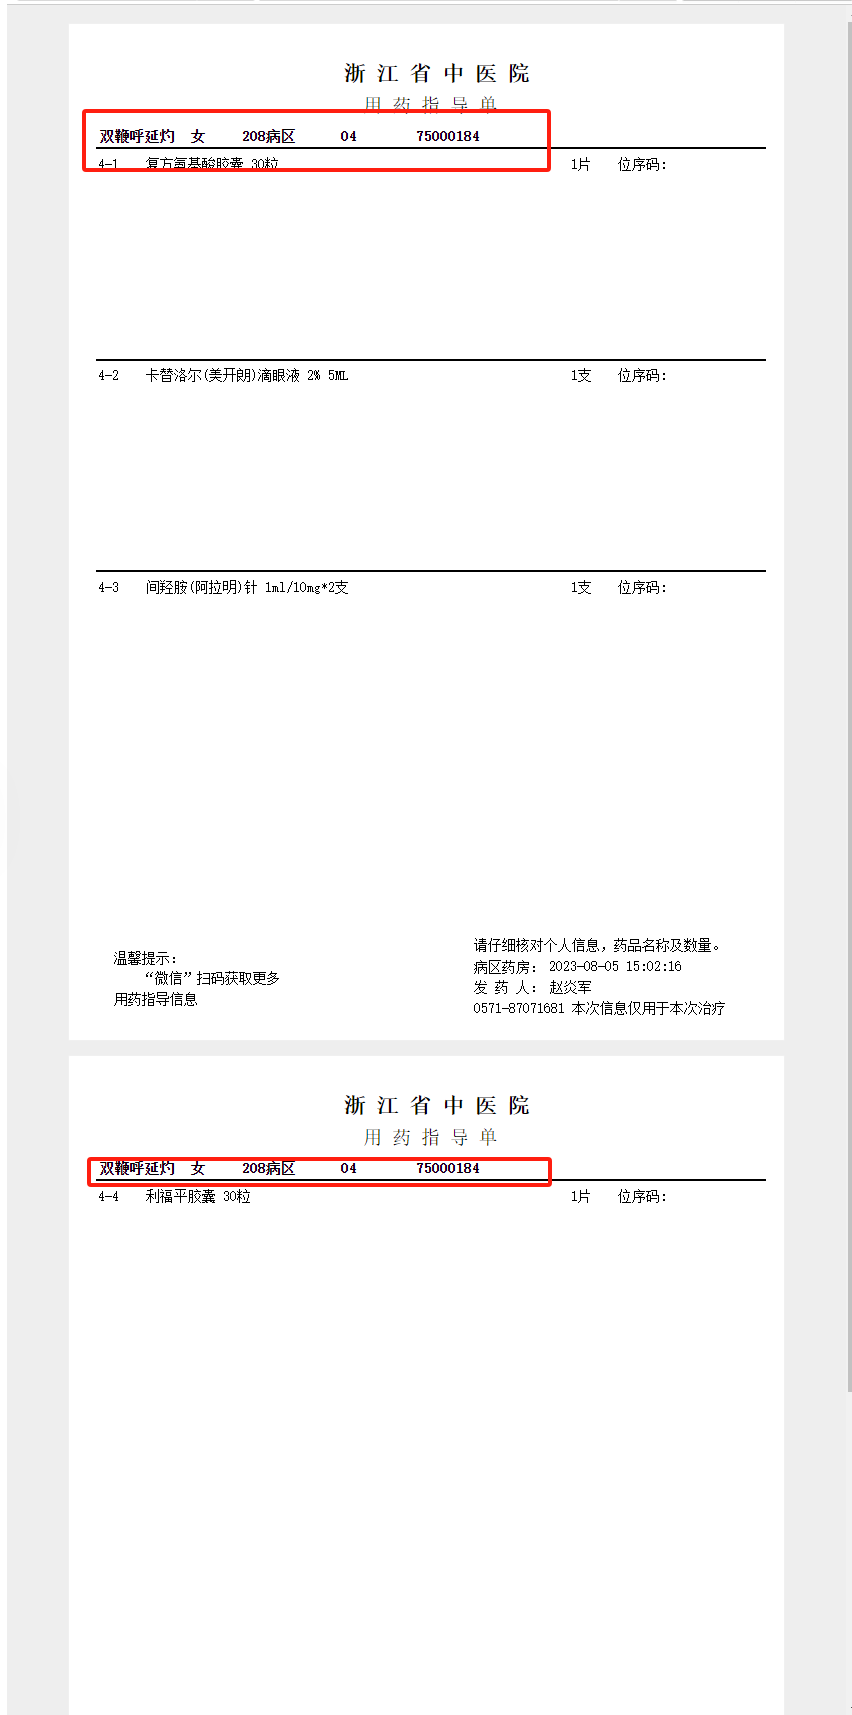 浙 江 省 中 医 院
用 药 指 导 单
双鞭呼延灼 女 208病区 04 75000184
4-1 复方氨基酸胶囊 30粒 1片 位序码:
4-2 卡替洛尔(美开朗)滴眼液 2% 5ML 1支 位序码:
4-3 间羟胺(阿拉明)针 1ml/10mg*2支 1支 位序码:
温馨提示:
“微信”扫码获取更多
用药指导信息
请仔细核对个人信息，药品名称及数量。
病区药房: 2023-08-05 15:02:16
发 药 人: 赵炎军
0571-87071681 本次信息仅用于本次治疗
浙 江 省 中 医 院
用 药 指 导 单
双鞭呼延灼 女 208病区 04 75000184
4-4 利福平胶囊 30粒 1片 位序码: